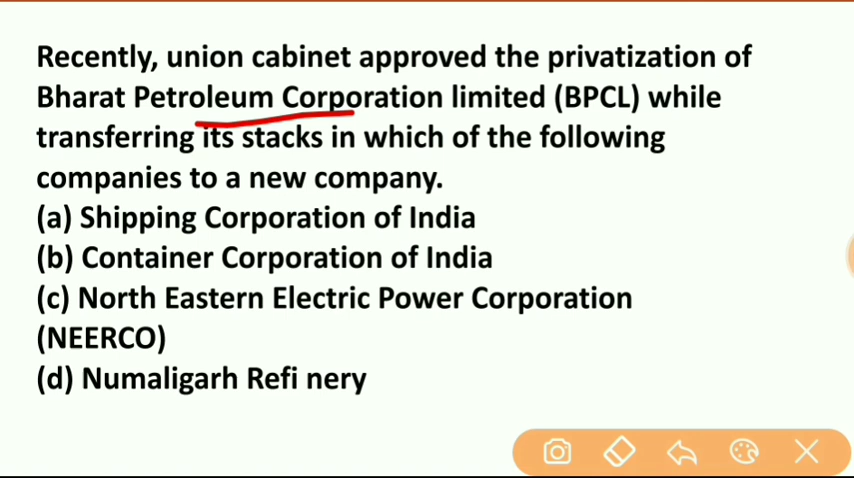 Recently, union cabinet approved the privatization of
Bharat Petroleum Corporation limited (BPCL) while
transferring its stacks in which of the following
companies to a new company.
(a) Shipping Corporation of India
(b) Container Corporation of India
(c) North Eastern Electric Power Corporation
(NEERCO)
(d) Numaligarh Refi nery